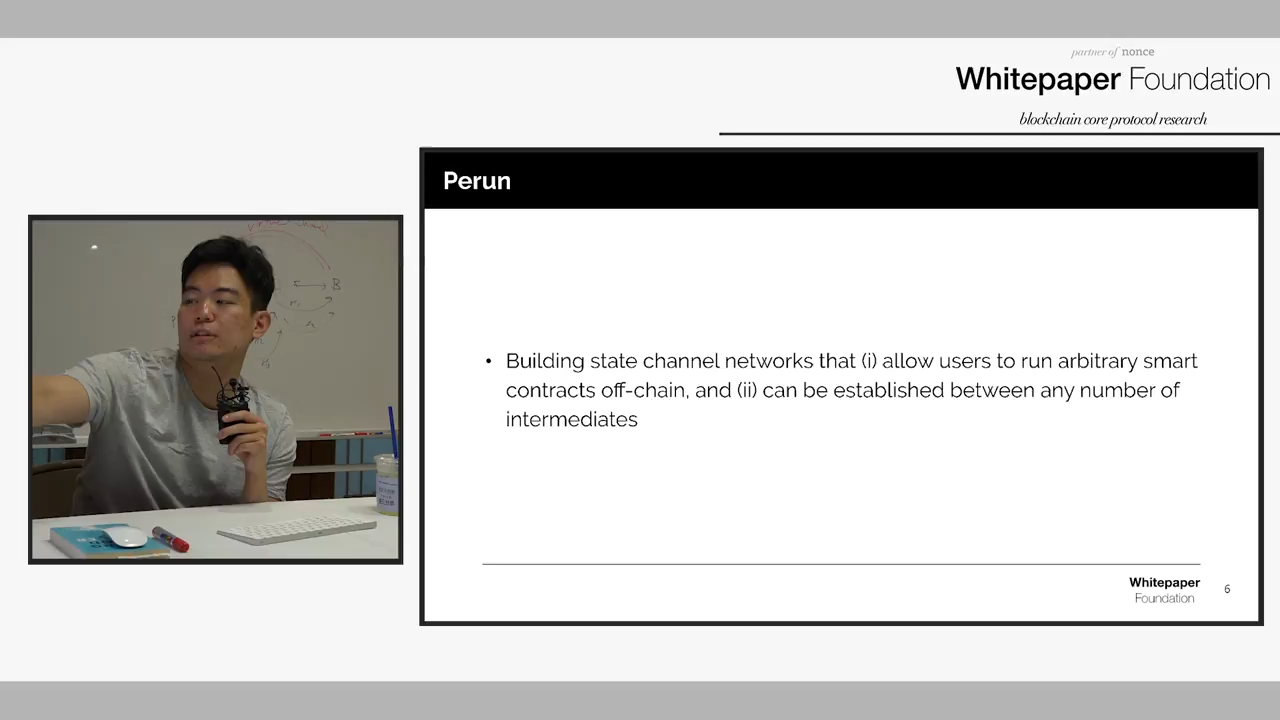 partner of nonce
Whitepaper Foundation
blockchain core protocol research
Perun
• Building state channel networks that (i) allow users to run arbitrary smart
contracts off-chain, and (ii) can be established between any number of
intermediates
Whitepaper
Foundation
6
B